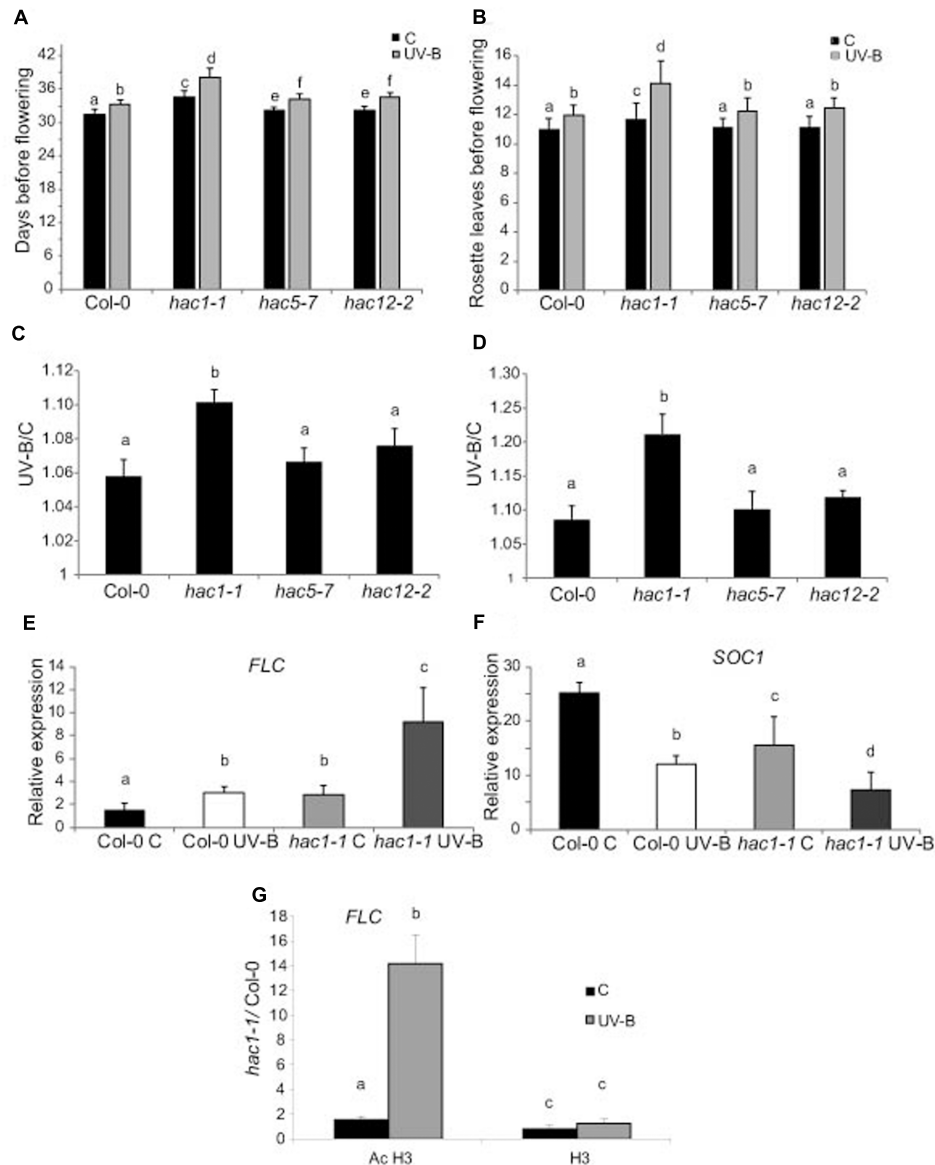 A
Days before flowering
42
36
30
24
18
12
6
0
C
UV-B
a b c d e f e f
Col-0 hac1-1 hac5-7 hac12-2
B
Rosette leaves before flowering
16
14
12
10
8
6
4
2
0
C
UV-B
a b c d a b a b
Col-0 hac1-1 hac5-7 hac12-2
C
UV-B/C
1.12
1.10
1.08
1.06
1.04
1.02
1
a b a a
Col-0 hac1-1 hac5-7 hac12-2
D
UV-B/C
1.30
1.25
1.20
1.15
1.10
1.05
1
a b a a
Col-0 hac1-1 hac5-7 hac12-2
E
FLC
Relative expression
14
12
10
8
6
4
2
0
a b b c
Col-0 C Col-0 UV-B hac1-1 C hac1-1 UV-B
F
SOC1
Relative expression
30
20
10
0
a b c d
Col-0 C Col-0 UV-B hac1-1 C hac1-1 UV-B
G
FLC
hac1-1/ Col-0
18
16
14
12
10
8
6
4
2
0
C
UV-B
a b c c
Ac H3 H3